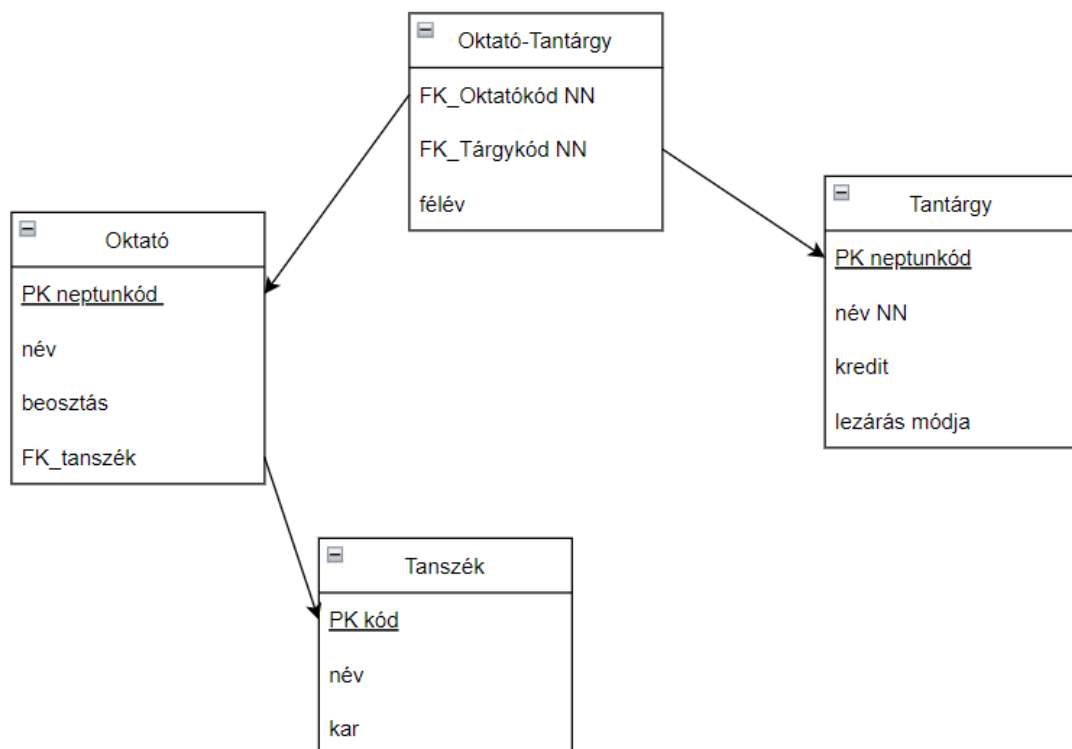 Oktató-Tantárgy
FK_Oktatókód NN
FK_Tárgykód NN
félév
Oktató
PK neptunkód
név
beosztás
FK_tanszék
Tantárgy
PK neptunkód
név NN
kredit
lezárás módja
Tanszék
PK kód
név
kar